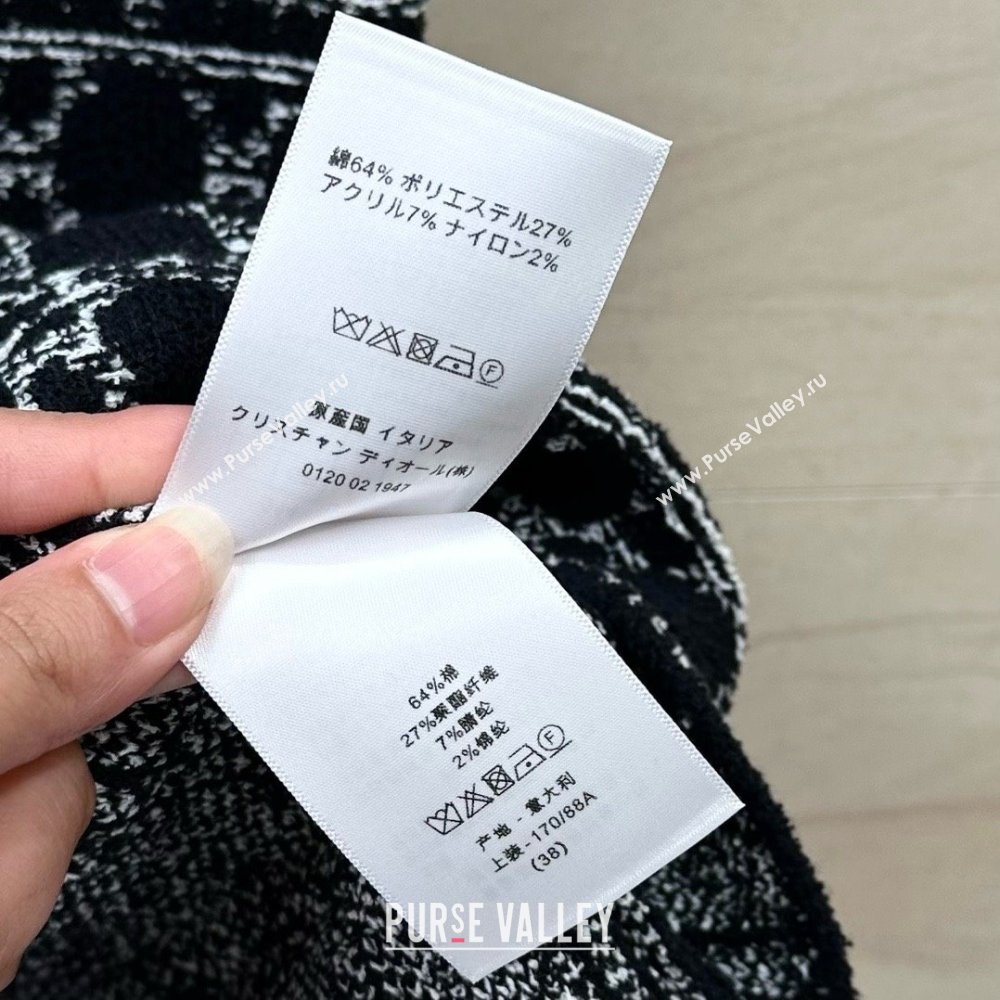 綿64% ポリエステル27%
アクリル7% ナイロン2%
F
原産国 イタリア
クリスチャン ディオール(株)
0120 02 1947
www.PurseValley.ru
www.PurseValley.ru
64%棉
27%聚酯纤维
7%腈纶
2%锦纶
F
产地 - 意大利
上装-170/88A
(38)
PURSE VALLEY